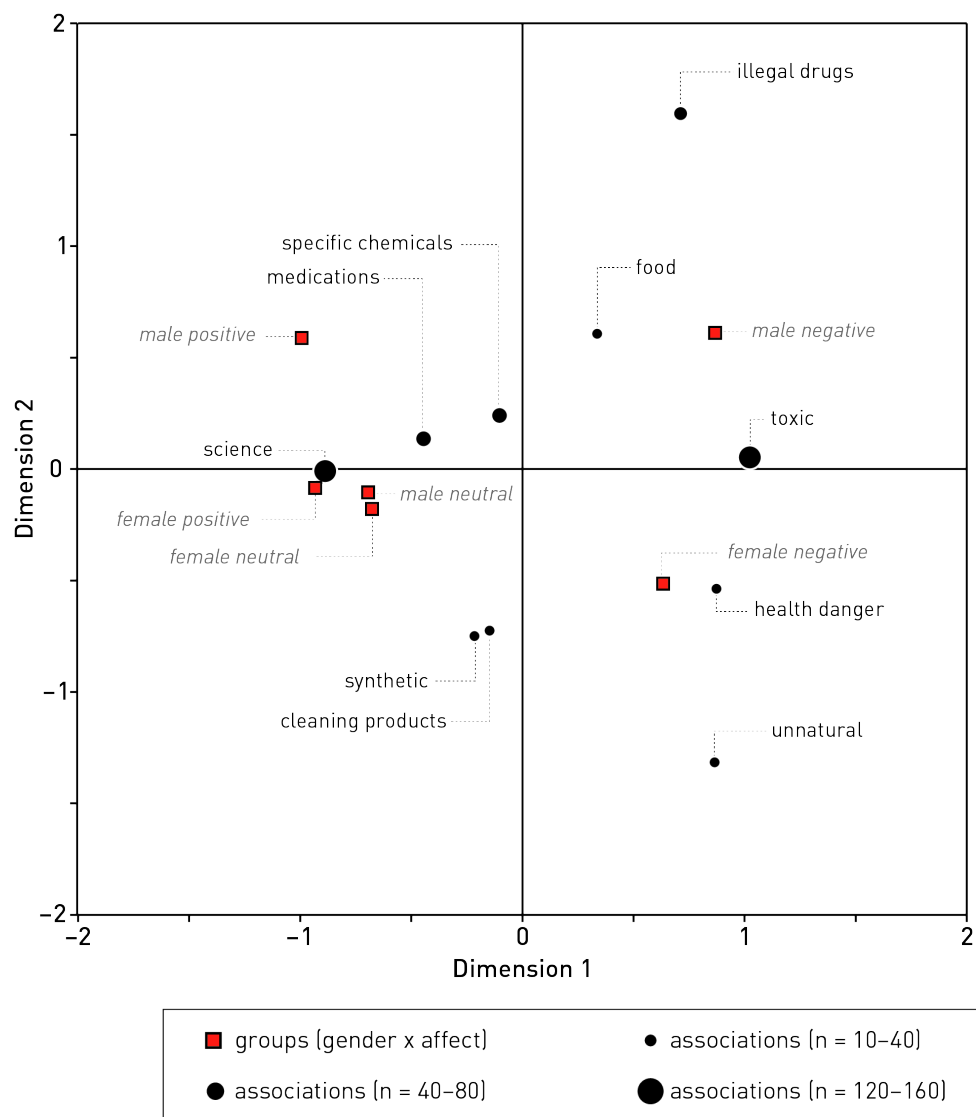 2
illegal drugs
specific chemicals
1
food
medications
male positive
male negative
toxic
science
0
male neutral
female positive
female neutral
female negative
health danger
synthetic
−1
cleaning products
unnatural
−2
−2
−1
0
1
2
Dimension 1
Dimension 2
groups (gender x affect)
associations (n = 10–40)
associations (n = 40–80)
associations (n = 120–160)